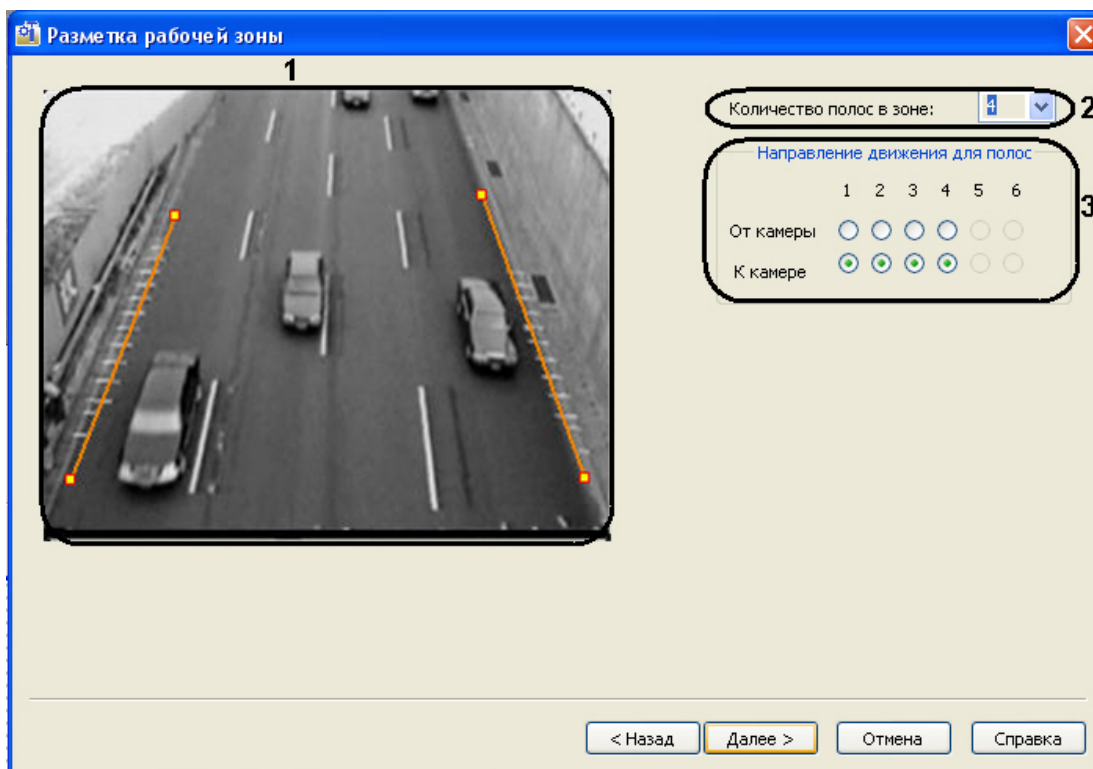 Разметка рабочей зоны
1
Количество полос в зоне: 4
2
Направление движения для полос
1 2 3 4 5 6
3
От камеры
К камере
< Назад Далее > Отмена Справка